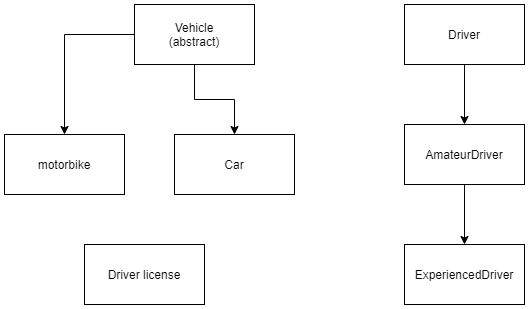 Vehicle
(abstract)
Driver
motorbike
Car
AmateurDriver
Driver license
ExperiencedDriver